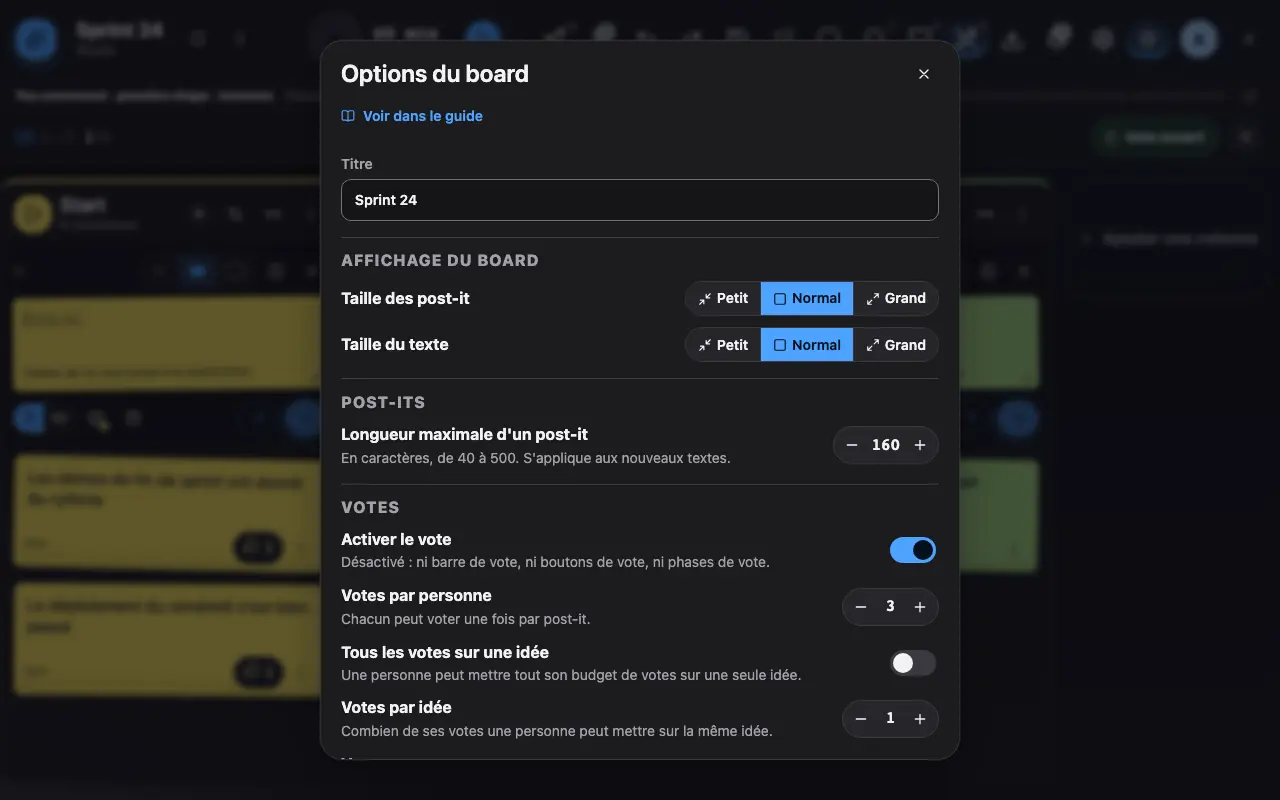 Sprint 24
Options du board
Voir dans le guide
Titre
Sprint 24
AFFICHAGE DU BOARD
Taille des post-it
Petit
Normal
Grand
Taille du texte
Petit
Normal
Grand
POST-ITS
Longueur maximale d'un post-it
En caractères, de 40 à 500. S'applique aux nouveaux textes.
160
VOTES
Activer le vote
Désactivé : ni barre de vote, ni boutons de vote, ni phases de vote.
Votes par personne
Chacun peut voter une fois par post-it.
3
Tous les votes sur une idée
Une personne peut mettre tout son budget de votes sur une seule idée.
Votes par idée
Combien de ses votes une personne peut mettre sur la même idée.
1
Start